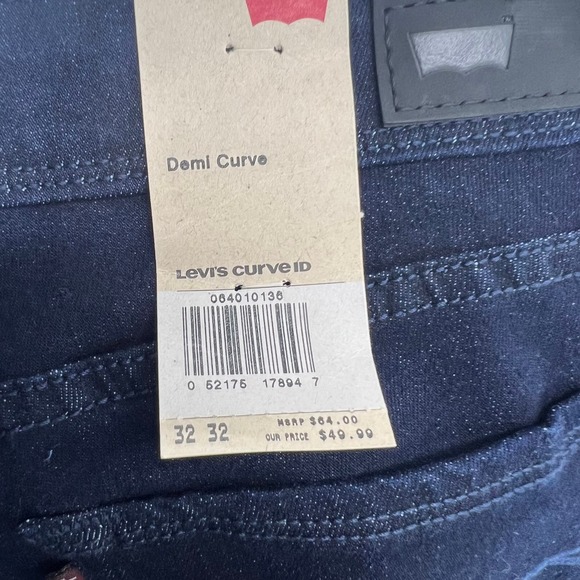 Demi Curve
Levi's curve ID
064010136
0 52175 17894 7
32 32
MSRP $64.00
OUR PRICE $49.99